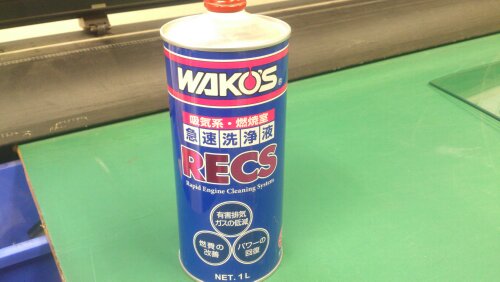 WAKO'S®
吸気系・燃焼室
急速洗浄液
RECS
Rapid Engine Cleaning System
有害排気
ガスの低減
燃費の
改善
パワーの
回復
NET. 1L